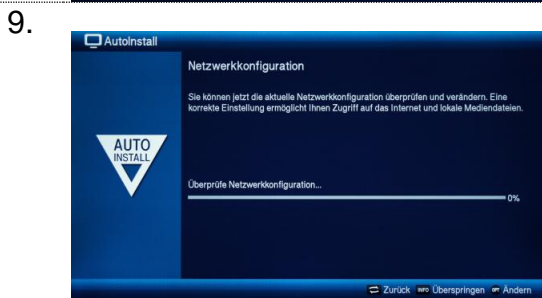 9.
AutoInstall
Netzwerkkonfiguration
Sie können jetzt die aktuelle Netzwerkkonfiguration überprüfen und verändern. Eine
korrekte Einstellung ermöglicht Ihnen Zugriff auf das Internet und lokale Mediendateien.
AUTO
INSTALL
Überprüfe Netzwerkkonfiguration...
0%
Zurück INFO Überspringen OPT Ändern